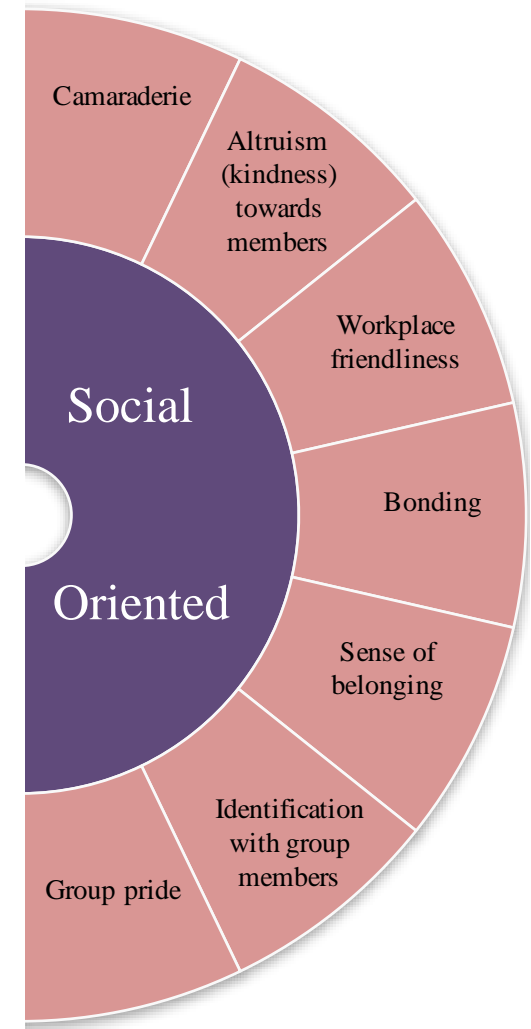 Camaraderie
Altruism
(kindness)
towards
members
Workplace
friendliness
Social
Bonding
Oriented
Sense of
belonging
Identification
with group
members
Group pride